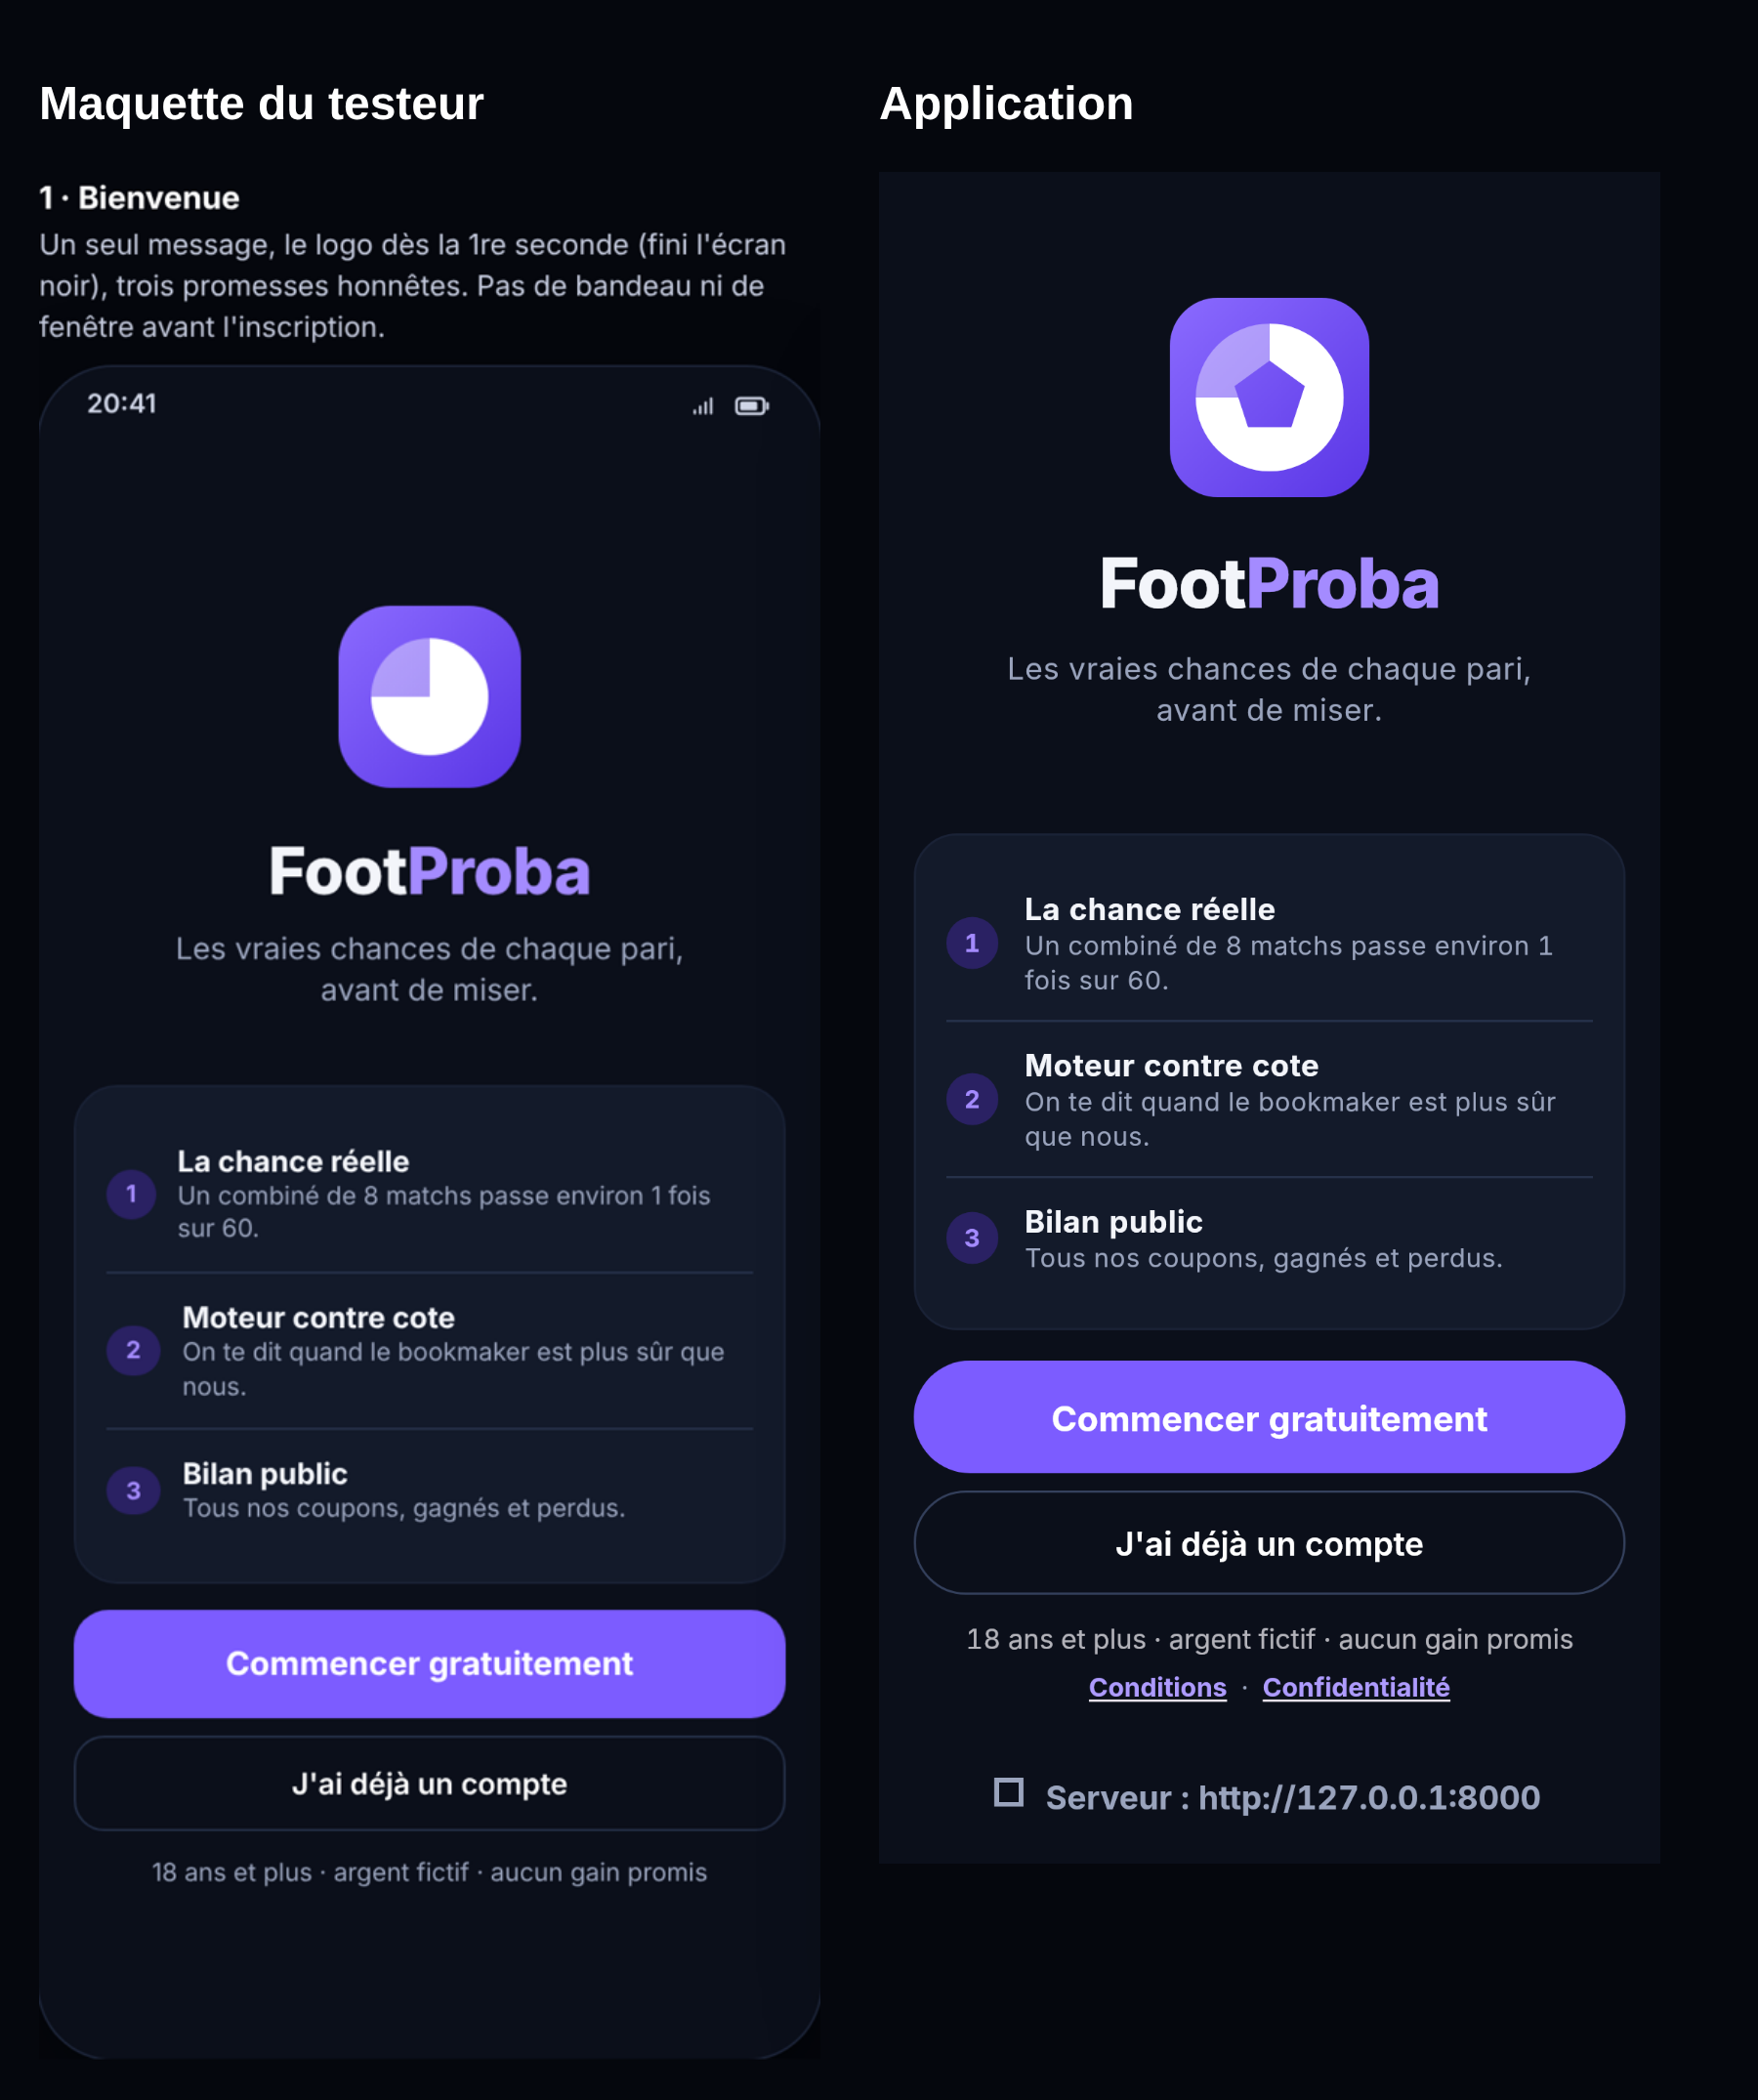 Maquette du testeur
1 · Bienvenue
Un seul message, le logo dès la 1re seconde (fini l'écran
noir), trois promesses honnêtes. Pas de bandeau ni de
fenêtre avant l'inscription.
20:41
FootProba
Les vraies chances de chaque pari,
avant de miser.
1
La chance réelle
Un combiné de 8 matchs passe environ 1 fois
sur 60.
2
Moteur contre cote
On te dit quand le bookmaker est plus sûr que
nous.
3
Bilan public
Tous nos coupons, gagnés et perdus.
Commencer gratuitement
J'ai déjà un compte
18 ans et plus · argent fictif · aucun gain promis
Application
FootProba
Les vraies chances de chaque pari,
avant de miser.
1
La chance réelle
Un combiné de 8 matchs passe environ 1
fois sur 60.
2
Moteur contre cote
On te dit quand le bookmaker est plus sûr
que nous.
3
Bilan public
Tous nos coupons, gagnés et perdus.
Commencer gratuitement
J'ai déjà un compte
18 ans et plus · argent fictif · aucun gain promis
Conditions · Confidentialité
Serveur : http://127.0.0.1:8000